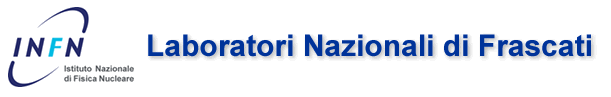 INFN
Istituto Nazionale
di Fisica Nucleare
Laboratori Nazionali di Frascati